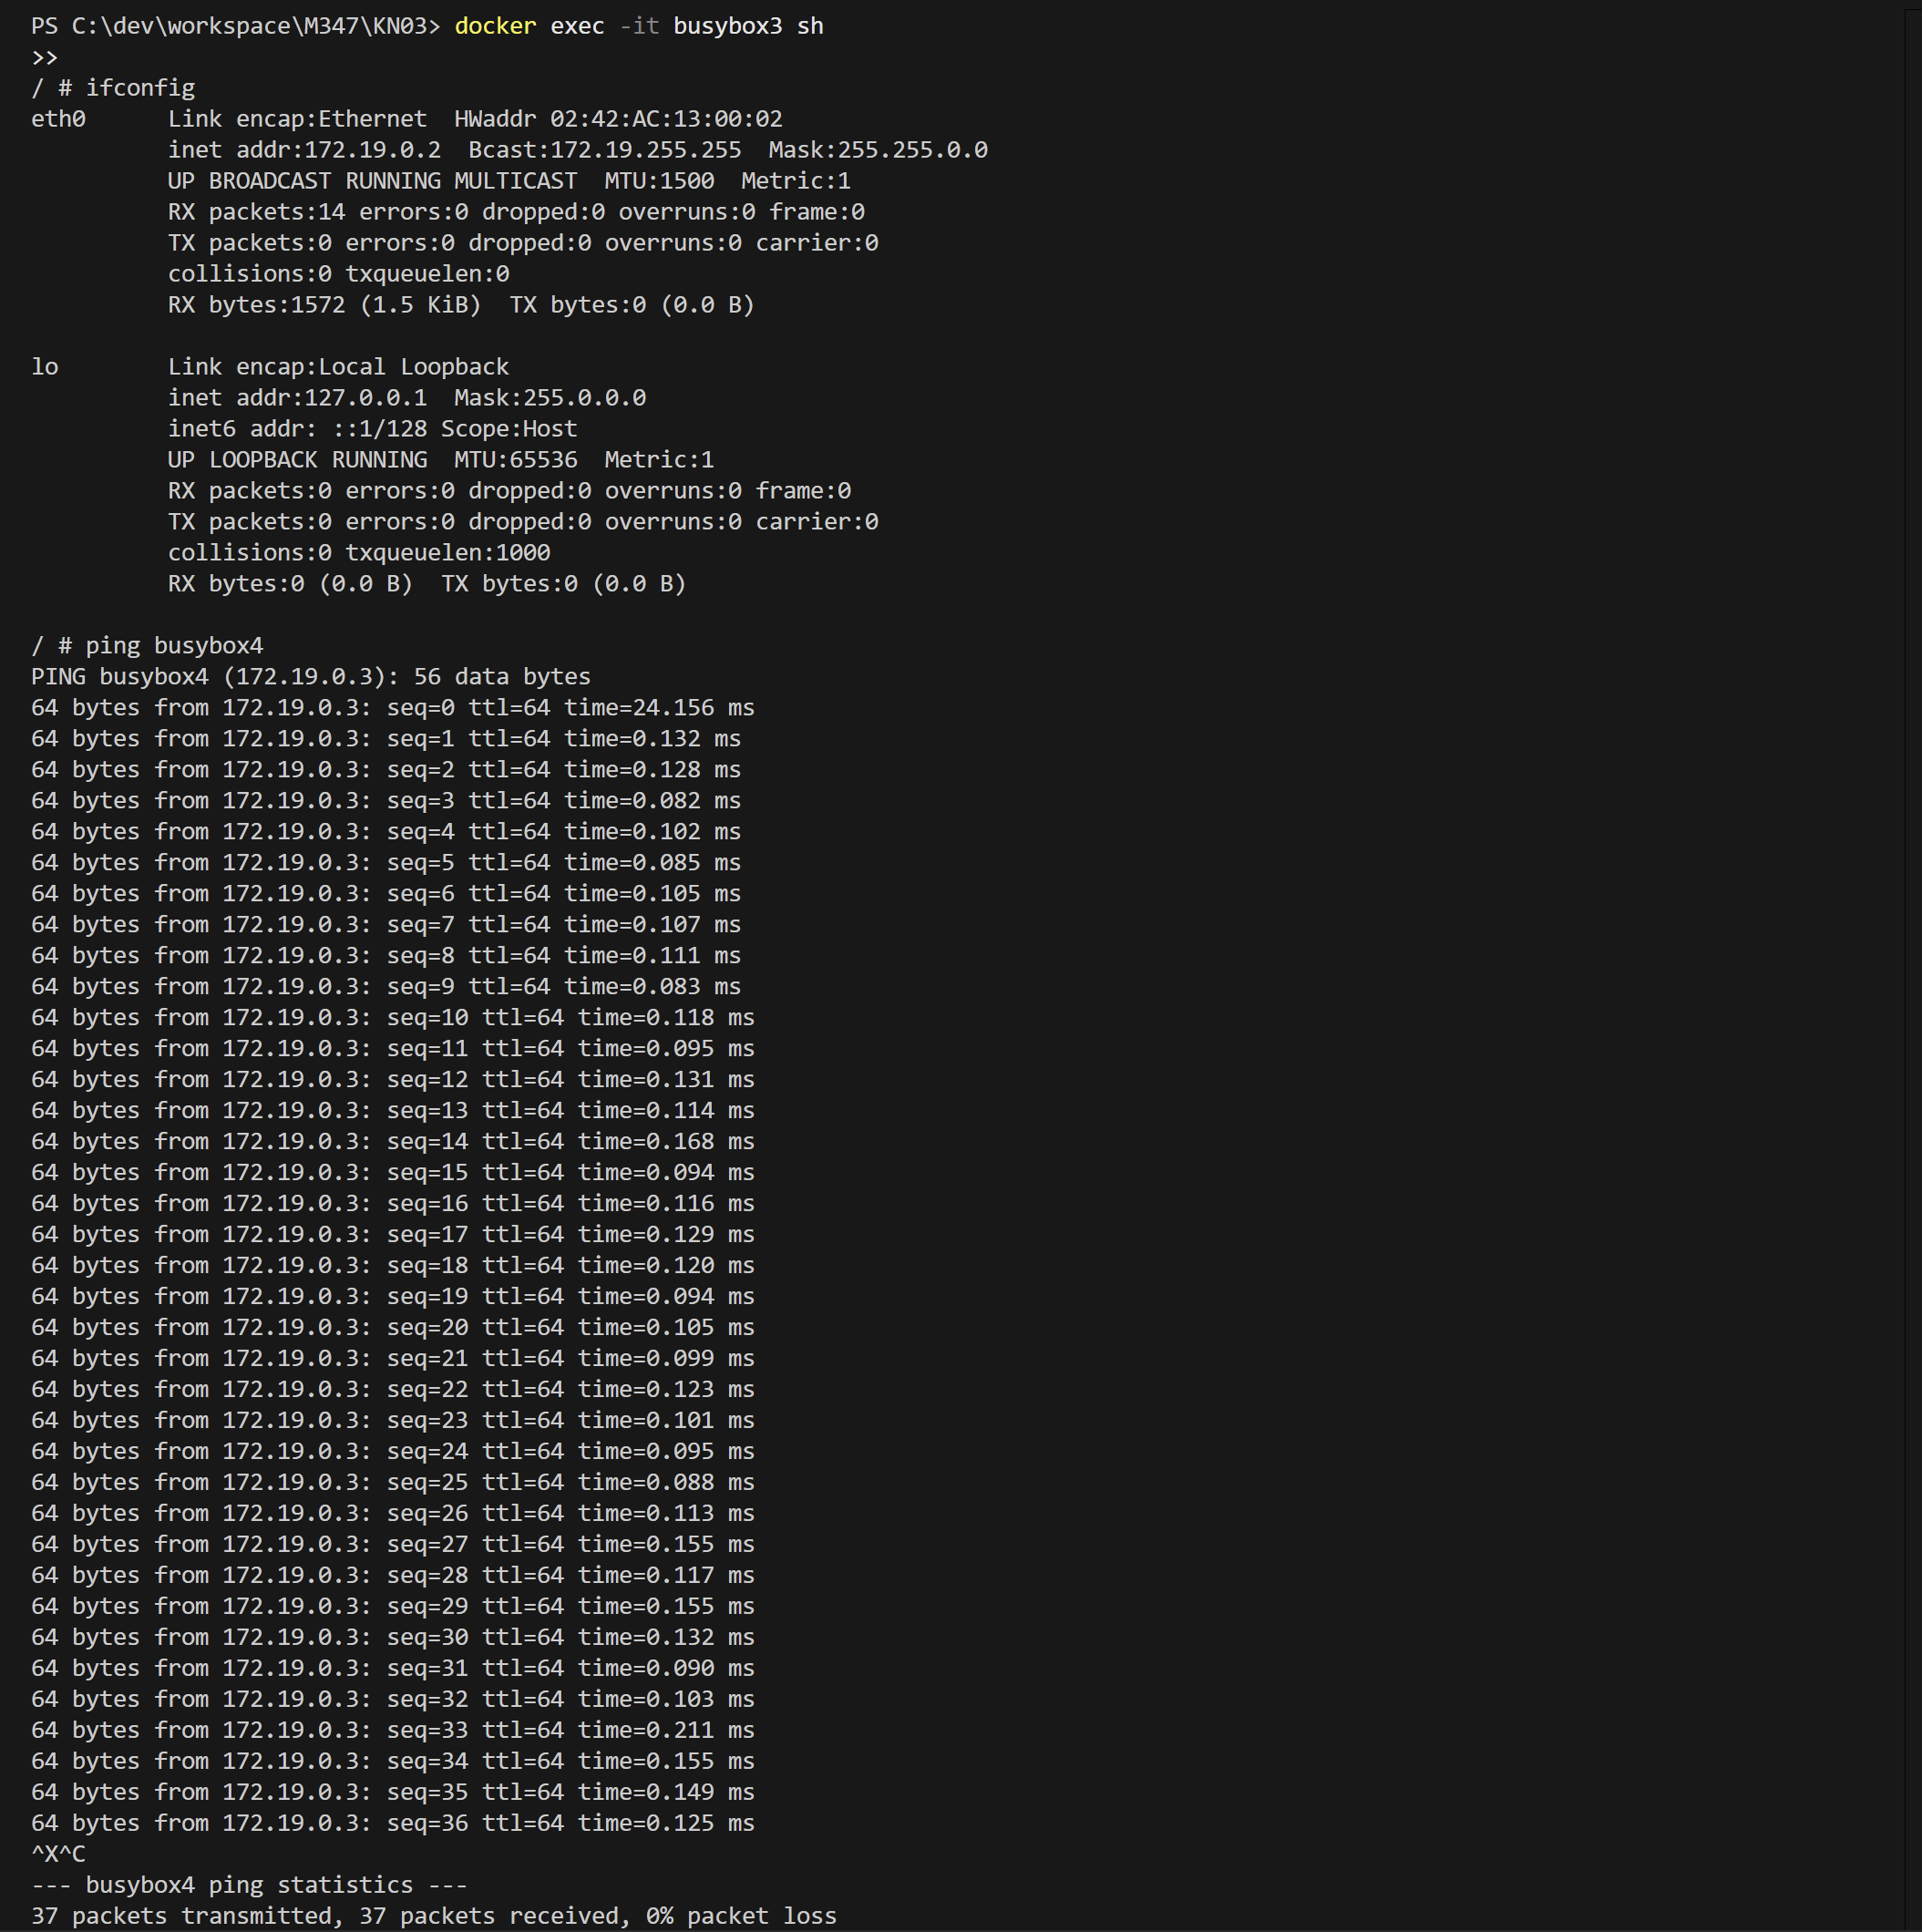 PS C:\dev\workspace\M347\KN03> docker exec -it busybox3 sh
>>
/ # ifconfig
eth0      Link encap:Ethernet  HWaddr 02:42:AC:13:00:02
          inet addr:172.19.0.2  Bcast:172.19.255.255  Mask:255.255.0.0
          UP BROADCAST RUNNING MULTICAST  MTU:1500  Metric:1
          RX packets:14 errors:0 dropped:0 overruns:0 frame:0
          TX packets:0 errors:0 dropped:0 overruns:0 carrier:0
          collisions:0 txqueuelen:0
          RX bytes:1572 (1.5 KiB)  TX bytes:0 (0.0 B)

lo        Link encap:Local Loopback
          inet addr:127.0.0.1  Mask:255.0.0.0
          inet6 addr: ::1/128 Scope:Host
          UP LOOPBACK RUNNING  MTU:65536  Metric:1
          RX packets:0 errors:0 dropped:0 overruns:0 frame:0
          TX packets:0 errors:0 dropped:0 overruns:0 carrier:0
          collisions:0 txqueuelen:1000
          RX bytes:0 (0.0 B)  TX bytes:0 (0.0 B)

/ # ping busybox4
PING busybox4 (172.19.0.3): 56 data bytes
64 bytes from 172.19.0.3: seq=0 ttl=64 time=24.156 ms
64 bytes from 172.19.0.3: seq=1 ttl=64 time=0.132 ms
64 bytes from 172.19.0.3: seq=2 ttl=64 time=0.128 ms
64 bytes from 172.19.0.3: seq=3 ttl=64 time=0.082 ms
64 bytes from 172.19.0.3: seq=4 ttl=64 time=0.102 ms
64 bytes from 172.19.0.3: seq=5 ttl=64 time=0.085 ms
64 bytes from 172.19.0.3: seq=6 ttl=64 time=0.105 ms
64 bytes from 172.19.0.3: seq=7 ttl=64 time=0.107 ms
64 bytes from 172.19.0.3: seq=8 ttl=64 time=0.111 ms
64 bytes from 172.19.0.3: seq=9 ttl=64 time=0.083 ms
64 bytes from 172.19.0.3: seq=10 ttl=64 time=0.118 ms
64 bytes from 172.19.0.3: seq=11 ttl=64 time=0.095 ms
64 bytes from 172.19.0.3: seq=12 ttl=64 time=0.131 ms
64 bytes from 172.19.0.3: seq=13 ttl=64 time=0.114 ms
64 bytes from 172.19.0.3: seq=14 ttl=64 time=0.168 ms
64 bytes from 172.19.0.3: seq=15 ttl=64 time=0.094 ms
64 bytes from 172.19.0.3: seq=16 ttl=64 time=0.116 ms
64 bytes from 172.19.0.3: seq=17 ttl=64 time=0.129 ms
64 bytes from 172.19.0.3: seq=18 ttl=64 time=0.120 ms
64 bytes from 172.19.0.3: seq=19 ttl=64 time=0.094 ms
64 bytes from 172.19.0.3: seq=20 ttl=64 time=0.105 ms
64 bytes from 172.19.0.3: seq=21 ttl=64 time=0.099 ms
64 bytes from 172.19.0.3: seq=22 ttl=64 time=0.123 ms
64 bytes from 172.19.0.3: seq=23 ttl=64 time=0.101 ms
64 bytes from 172.19.0.3: seq=24 ttl=64 time=0.095 ms
64 bytes from 172.19.0.3: seq=25 ttl=64 time=0.088 ms
64 bytes from 172.19.0.3: seq=26 ttl=64 time=0.113 ms
64 bytes from 172.19.0.3: seq=27 ttl=64 time=0.155 ms
64 bytes from 172.19.0.3: seq=28 ttl=64 time=0.117 ms
64 bytes from 172.19.0.3: seq=29 ttl=64 time=0.155 ms
64 bytes from 172.19.0.3: seq=30 ttl=64 time=0.132 ms
64 bytes from 172.19.0.3: seq=31 ttl=64 time=0.090 ms
64 bytes from 172.19.0.3: seq=32 ttl=64 time=0.103 ms
64 bytes from 172.19.0.3: seq=33 ttl=64 time=0.211 ms
64 bytes from 172.19.0.3: seq=34 ttl=64 time=0.155 ms
64 bytes from 172.19.0.3: seq=35 ttl=64 time=0.149 ms
64 bytes from 172.19.0.3: seq=36 ttl=64 time=0.125 ms
^X^C
--- busybox4 ping statistics ---
37 packets transmitted, 37 packets received, 0% packet loss